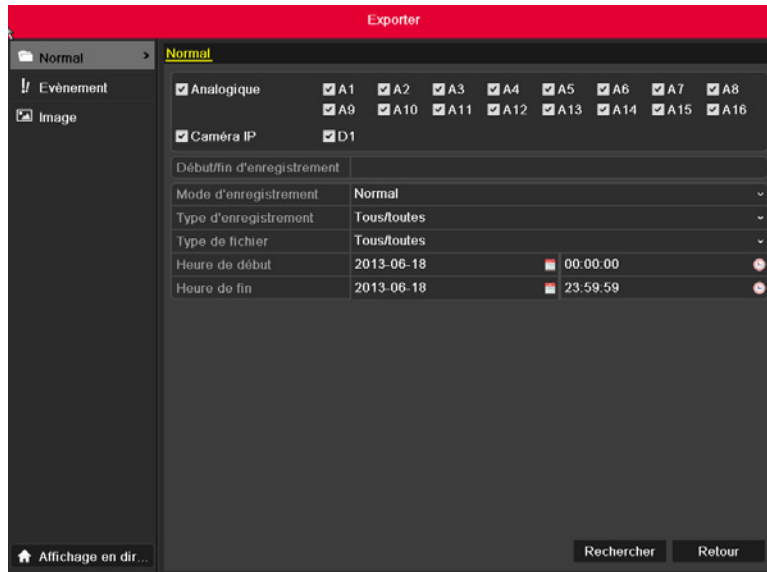 Exporter
Normal
Evènement
Image
Affichage en dir...
Normal
Analogique A1 A2 A3 A4 A5 A6 A7 A8
A9 A10 A11 A12 A13 A14 A15 A16
Caméra IP D1
Début/fin d'enregistrement
Mode d'enregistrement Normal
Type d'enregistrement Tous/toutes
Type de fichier Tous/toutes
Heure de début 2013-06-18 00:00:00
Heure de fin 2013-06-18 23:59:59
Rechercher Retour